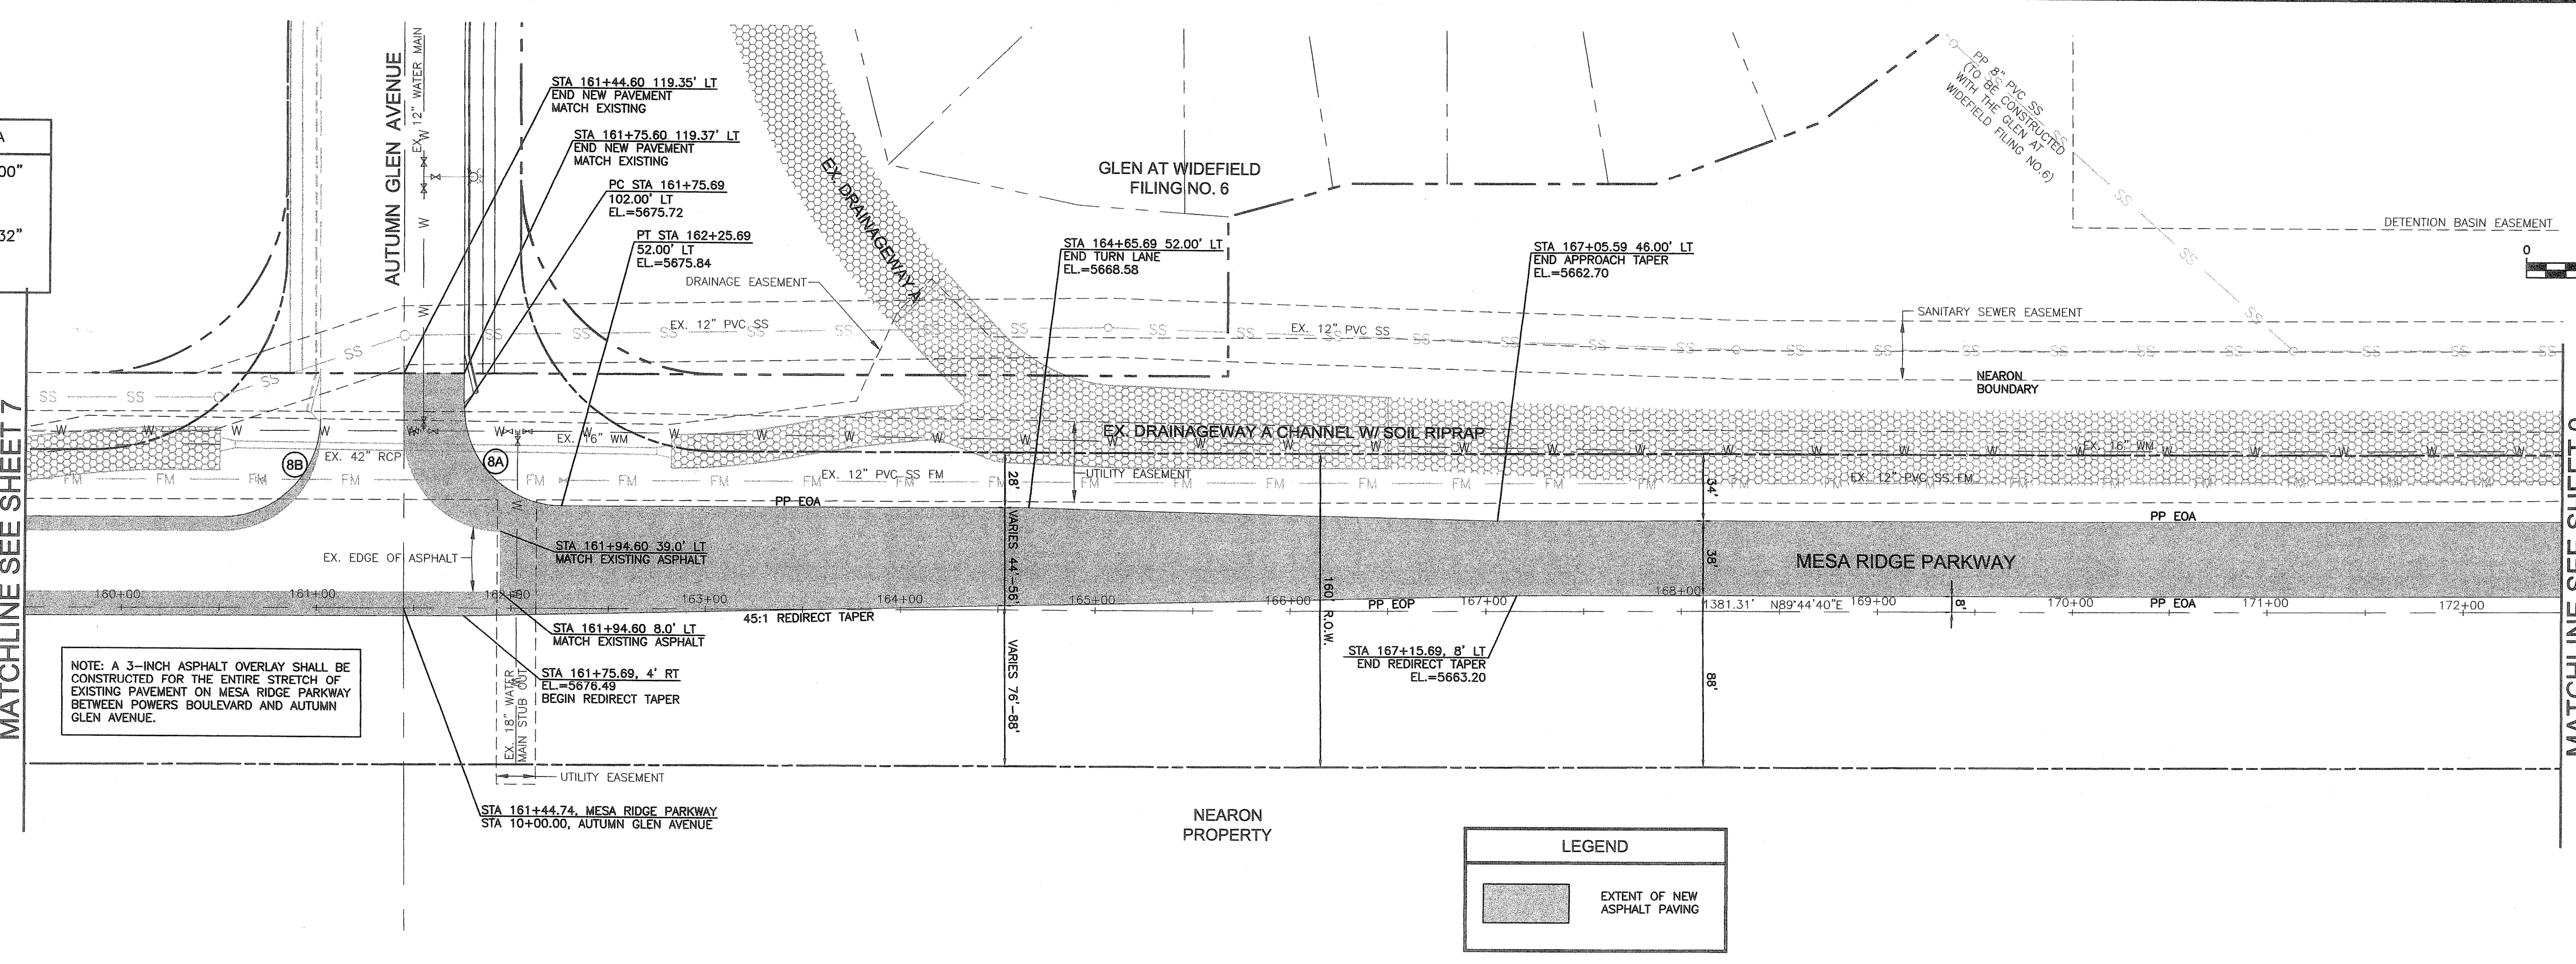 A
00"
32"
MATCHLINE SEE SHEET 7
AUTUMN GLEN AVENUE
EX. 12" WATER MAIN
STA 161+44.60 119.35' LT
END NEW PAVEMENT
MATCH EXISTING
STA 161+75.60 119.37' LT
END NEW PAVEMENT
MATCH EXISTING
PC STA 161+75.69
102.00' LT
EL.=5675.72
PT STA 162+25.69
52.00' LT
EL.=5675.84
DRAINAGE EASEMENT
EX. DRAINAGEWAY A
GLEN AT WIDEFIELD
FILING NO. 6
STA 164+65.69 52.00' LT
END TURN LANE
EL.=5668.58
STA 167+05.59 46.00' LT
END APPROACH TAPER
EL.=5662.70
PP 8" PVC SS
(TO BE CONSTRUCTED
WITH THE GLEN AT
WIDEFIELD FILING NO.6)
DETENTION BASIN EASEMENT
0
SANITARY SEWER EASEMENT
NEARON
BOUNDARY
EX. 12" PVC SS
EX. 12" PVC SS
EX. 16" WM
EX. DRAINAGEWAY A CHANNEL W/ SOIL RIPRAP
EX. 16" WM
8B
EX. 42" RCP
8A
EX. 12" PVC SS FM
UTILITY EASEMENT
EX. 12" PVC SS FM
PP EOA
PP EOA
28'
VARIES 44'-56'
VARIES 76'-88'
160' R.O.W.
34'
38'
88'
EX. EDGE OF ASPHALT
STA 161+94.60 39.0' LT
MATCH EXISTING ASPHALT
MESA RIDGE PARKWAY
160+00
161+00
162+00
163+00
164+00
165+00
166+00
167+00
168+00
169+00
170+00
171+00
172+00
PP EOP
1381.31' N89°44'40"E
8'
PP EOA
45:1 REDIRECT TAPER
STA 161+94.60 8.0' LT
MATCH EXISTING ASPHALT
STA 161+75.69, 4' RT
EL.=5676.49
BEGIN REDIRECT TAPER
STA 167+15.69, 8' LT
END REDIRECT TAPER
EL.=5663.20
NOTE: A 3-INCH ASPHALT OVERLAY SHALL BE
CONSTRUCTED FOR THE ENTIRE STRETCH OF
EXISTING PAVEMENT ON MESA RIDGE PARKWAY
BETWEEN POWERS BOULEVARD AND AUTUMN
GLEN AVENUE.
EX. 18" WATER
MAIN STUB OUT
UTILITY EASEMENT
STA 161+44.74, MESA RIDGE PARKWAY
STA 10+00.00, AUTUMN GLEN AVENUE
NEARON
PROPERTY
LEGEND
EXTENT OF NEW
ASPHALT PAVING
MATCHLINE SEE SHEET